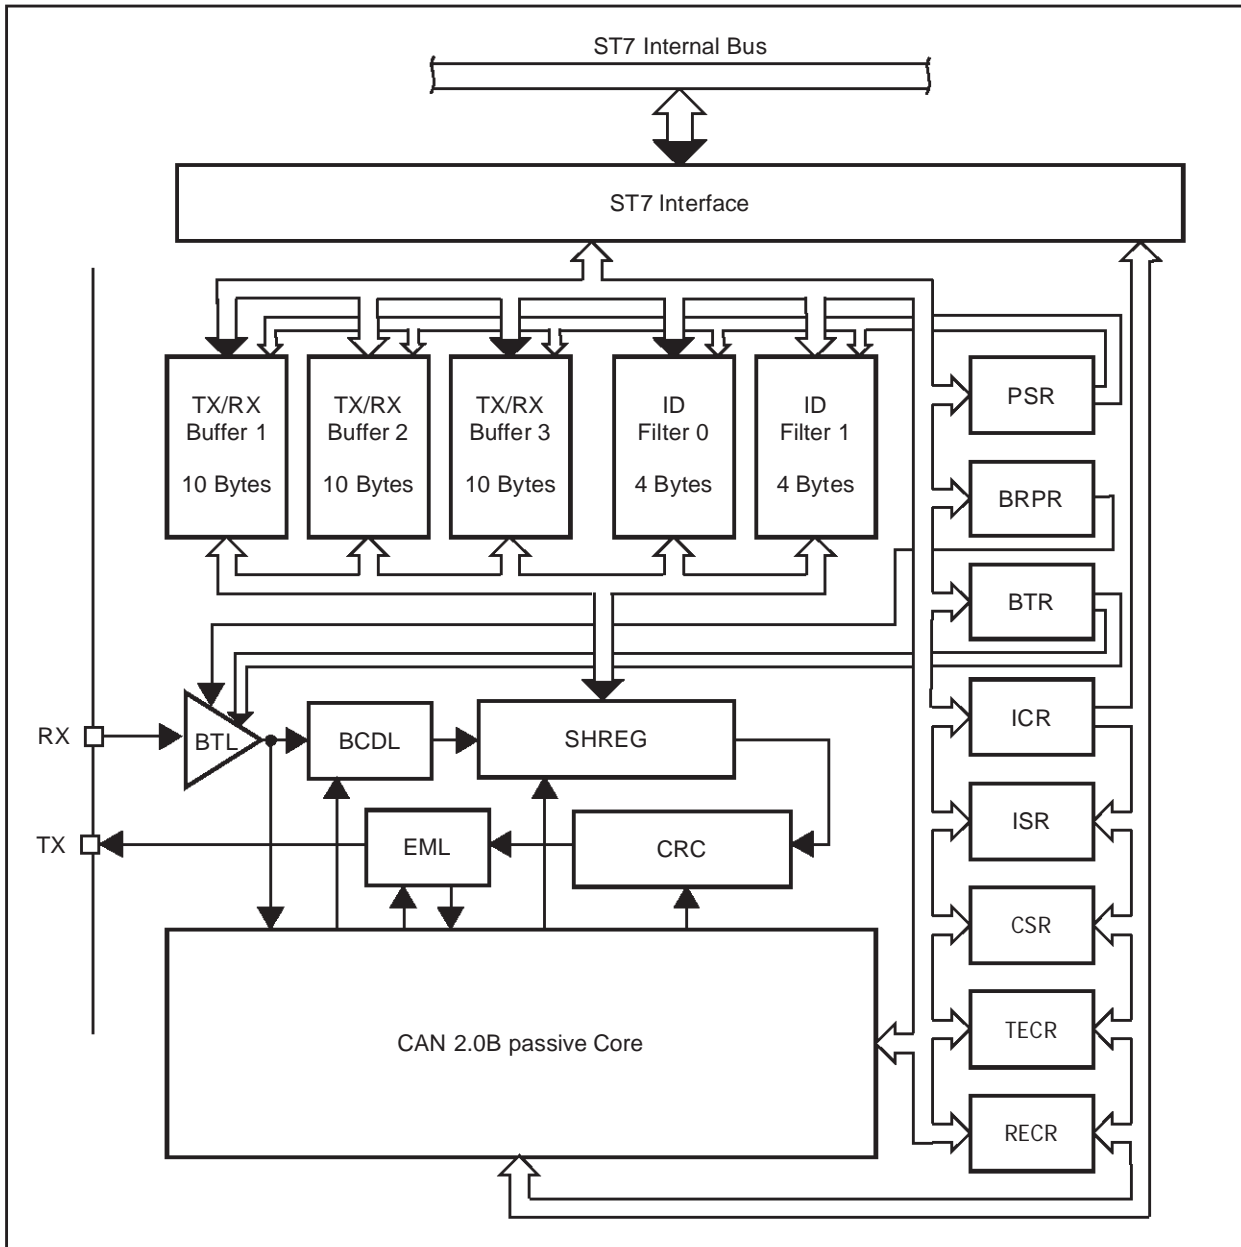 ST7 Internal Bus
ST7 Interface
TX/RX
Buffer 1
10 Bytes
TX/RX
Buffer 2
10 Bytes
TX/RX
Buffer 3
10 Bytes
ID
Filter 0
4 Bytes
ID
Filter 1
4 Bytes
PSR
BRPR
BTR
ICR
ISR
CSR
TECR
RECR
RX
BTL
BCDL
SHREG
TX
EML
CRC
CAN 2.0B passive Core